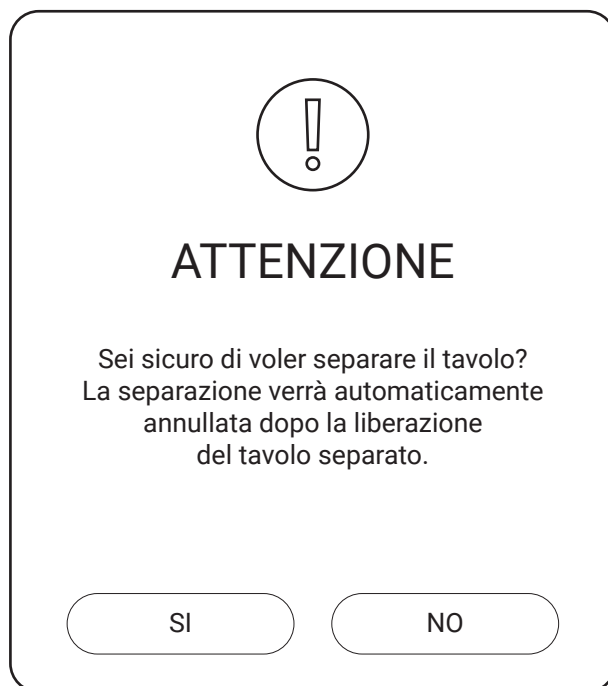 ATTENZIONE
Sei sicuro di voler separare il tavolo?
La separazione verrà automaticamente
annullata dopo la liberazione
del tavolo separato.
SI
NO